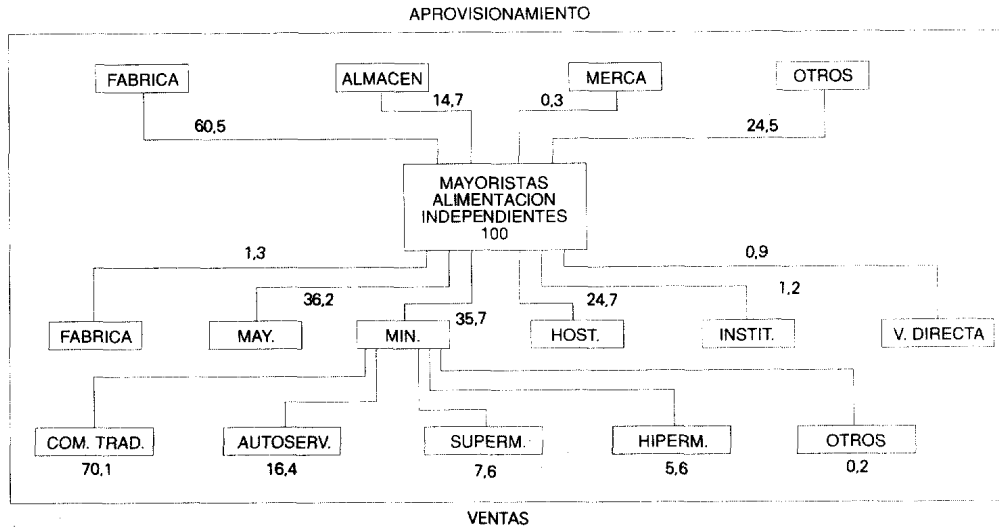 APROVISIONAMIENTO
FABRICA
ALMACEN
MERCA
OTROS
60,5
14,7
0,3
24,5
MAYORISTAS
ALIMENTACION
INDEPENDIENTES
100
1,3
36,2
35,7
24,7
1,2
0,9
FABRICA
MAY.
MIN.
HOST.
INSTIT.
V. DIRECTA
COM. TRAD.
AUTOSERV.
SUPERM.
HIPERM.
OTROS
70,1
16,4
7,6
5,6
0,2
VENTAS